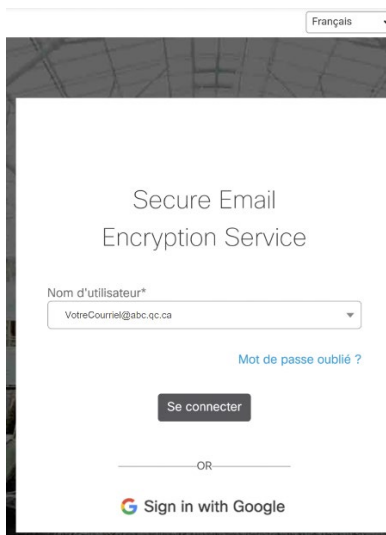 Français
Secure Email
Encryption Service
Nom d'utilisateur*
VotreCourriel@abc.qc.ca
Mot de passe oublié ?
Se connecter
OR
Sign in with Google